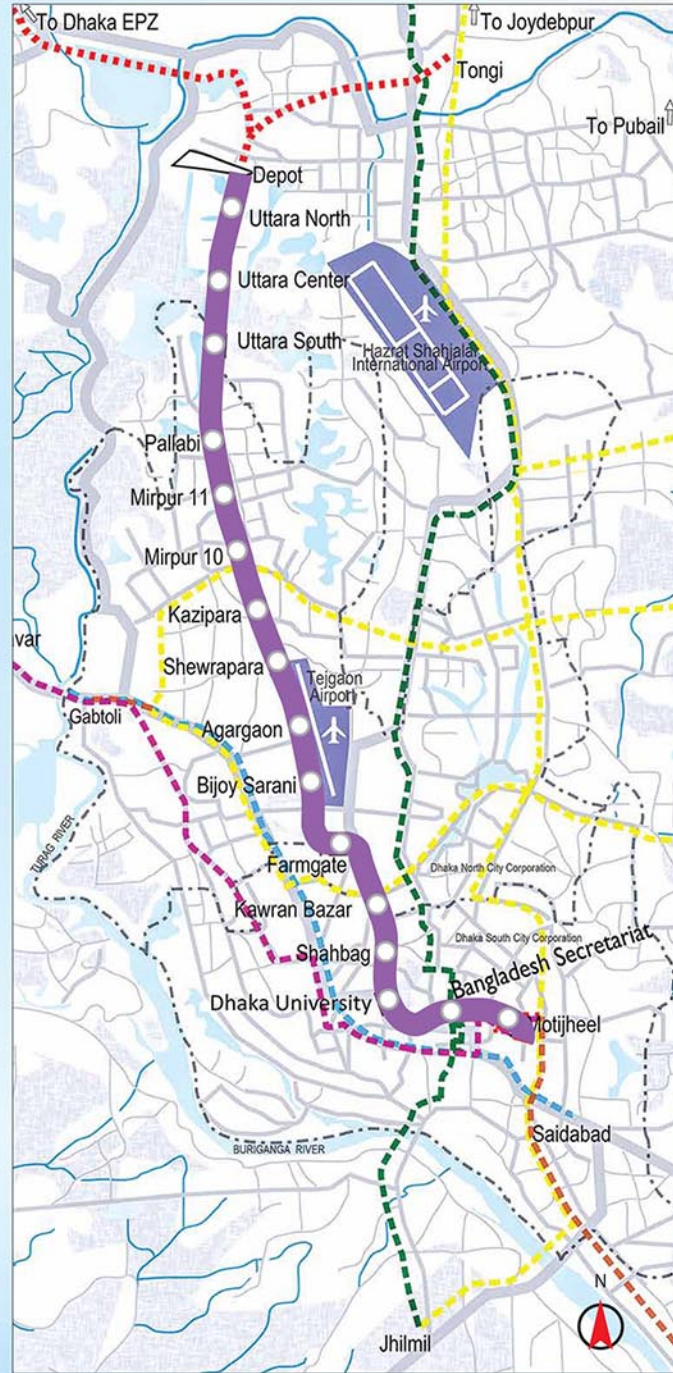 To Dhaka EPZ
To Joydebpur
Tongi
To Pubail
Depot
Uttara North
Uttara Center
Uttara South
Hazrat Shahjalal
International Airport
Pallabi
Mirpur 11
Mirpur 10
Kazipara
var
Shewrapara
Tejgaon
Airport
Gabtoli
Agargaon
Bijoy Sarani
TURAG RIVER
Farmgate
Dhaka North City Corporation
Kawran Bazar
Dhaka South City Corporation
Shahbag
Bangladesh Secretariat
Dhaka University
Motijheel
Saidabad
BURIGANGA RIVER
N
Jhilmil